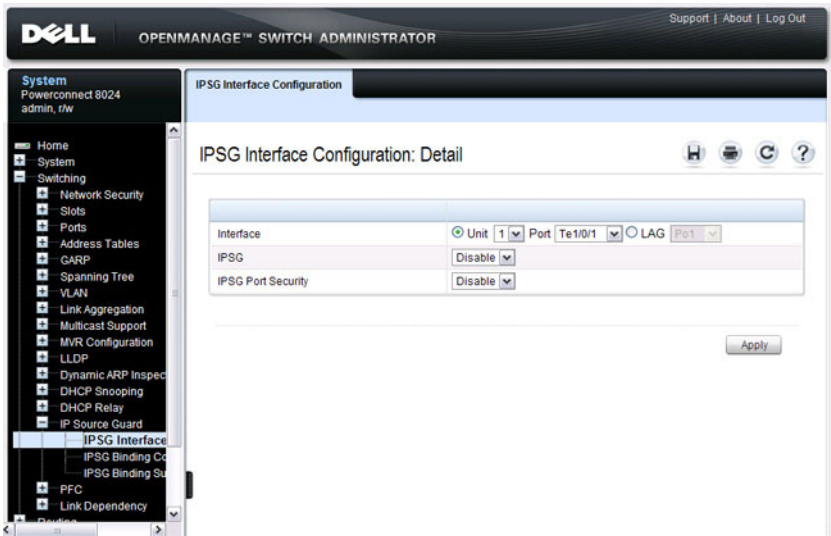 Support | About | Log Out
DELL OPENMANAGE™ SWITCH ADMINISTRATOR
System
Powerconnect 8024
admin, r/w
IPSG Interface Configuration
Home
System
Switching
Network Security
Slots
Ports
Address Tables
GARP
Spanning Tree
VLAN
Link Aggregation
Multicast Support
MVR Configuration
LLDP
Dynamic ARP Inspec
DHCP Snooping
DHCP Relay
IP Source Guard
IPSG Interface
IPSG Binding Co
IPSG Binding Su
PFC
Link Dependency
Routing
IPSG Interface Configuration: Detail
Interface Unit 1 Port Te1/0/1 LAG Po1
IPSG Disable
IPSG Port Security Disable
Apply